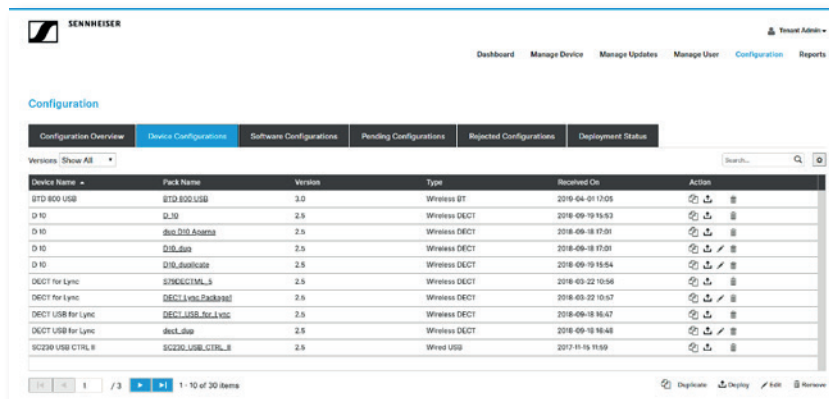 SENNHEISER
Tenant Admin
Dashboard Manage Device Manage Updates Manage User Configuration Reports
Configuration
Configuration Overview Device Configurations Software Configurations Pending Configurations Rejected Configurations Deployment Status
Versions Show All Search...
Device Name Pack Name Version Type Received On Action
BTD 800 USB BTD 800 USB 3.0 Wireless BT 2019-04-01 17:05
D 10 D_10 2.5 Wireless DECT 2018-09-19 15:53
D 10 dup D10 Aparna 2.5 Wireless DECT 2018-09-18 17:01
D 10 D10_dup 2.5 Wireless DECT 2018-09-18 17:01
D 10 D10_duplicate 2.5 Wireless DECT 2018-09-19 15:54
DECT for Lync S79DECTML_5 2.5 Wireless DECT 2018-03-22 10:56
DECT for Lync DECT Lync Package1 2.5 Wireless DECT 2018-03-22 10:57
DECT USB for Lync DECT_USB_for_Lync 2.5 Wireless DECT 2018-09-18 16:47
DECT USB for Lync dect_dup 2.5 Wireless DECT 2018-09-18 16:48
SC230 USB CTRL II SC230_USB_CTRL_II 2.5 Wired USB 2017-11-15 11:59
1 / 3 1 - 10 of 30 items Duplicate Deploy Edit Remove